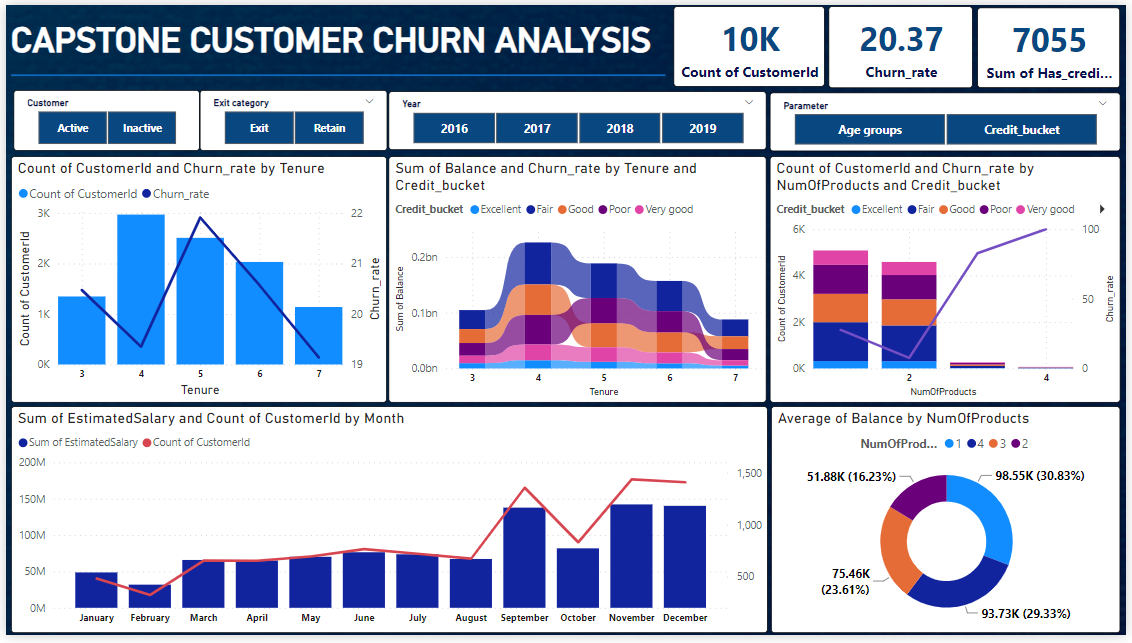 CAPSTONE CUSTOMER CHURN ANALYSIS
10K
Count of CustomerId
20.37
Churn_rate
7055
Sum of Has_credi...
Customer
Active
Inactive
Exit category
Exit
Retain
Year
2016
2017
2018
2019
Parameter
Age groups
Credit_bucket
Count of CustomerId and Churn_rate by Tenure
Count of CustomerId
Churn_rate
Count of CustomerId
3K
2K
1K
0K
22
21
20
19
Churn_rate
3
4
5
6
7
Tenure
Sum of Balance and Churn_rate by Tenure and
Credit_bucket
Credit_bucket
Excellent
Fair
Good
Poor
Very good
Sum of Balance
0.2bn
0.1bn
0.0bn
3
4
5
6
7
Tenure
Count of CustomerId and Churn_rate by
NumOfProducts and Credit_bucket
Credit_bucket
Excellent
Fair
Good
Poor
Very good
Count of CustomerId
6K
4K
2K
0K
100
50
0
Churn_rate
2
4
NumOfProducts
Sum of EstimatedSalary and Count of CustomerId by Month
Sum of EstimatedSalary
Count of CustomerId
200M
150M
100M
50M
0M
1,500
1,000
500
January
February
March
April
May
June
July
August
September
October
November
December
Average of Balance by NumOfProducts
NumOfProd...
1
4
3
2
51.88K (16.23%)
98.55K (30.83%)
75.46K
(23.61%)
93.73K (29.33%)